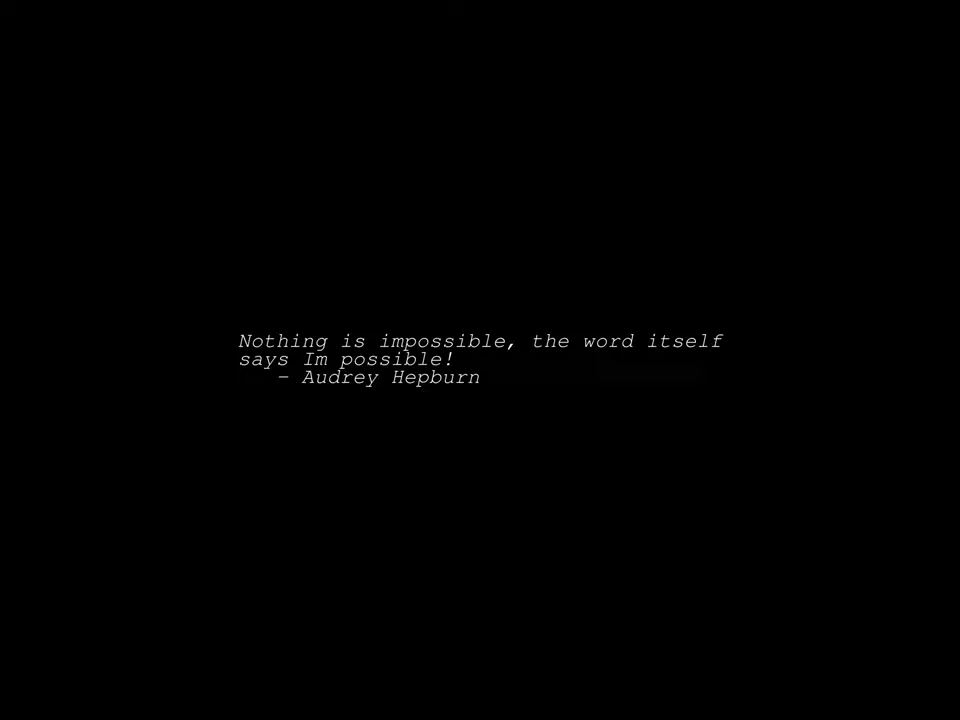 Nothing is impossible, the word itself
says Im possible!
- Audrey Hepburn